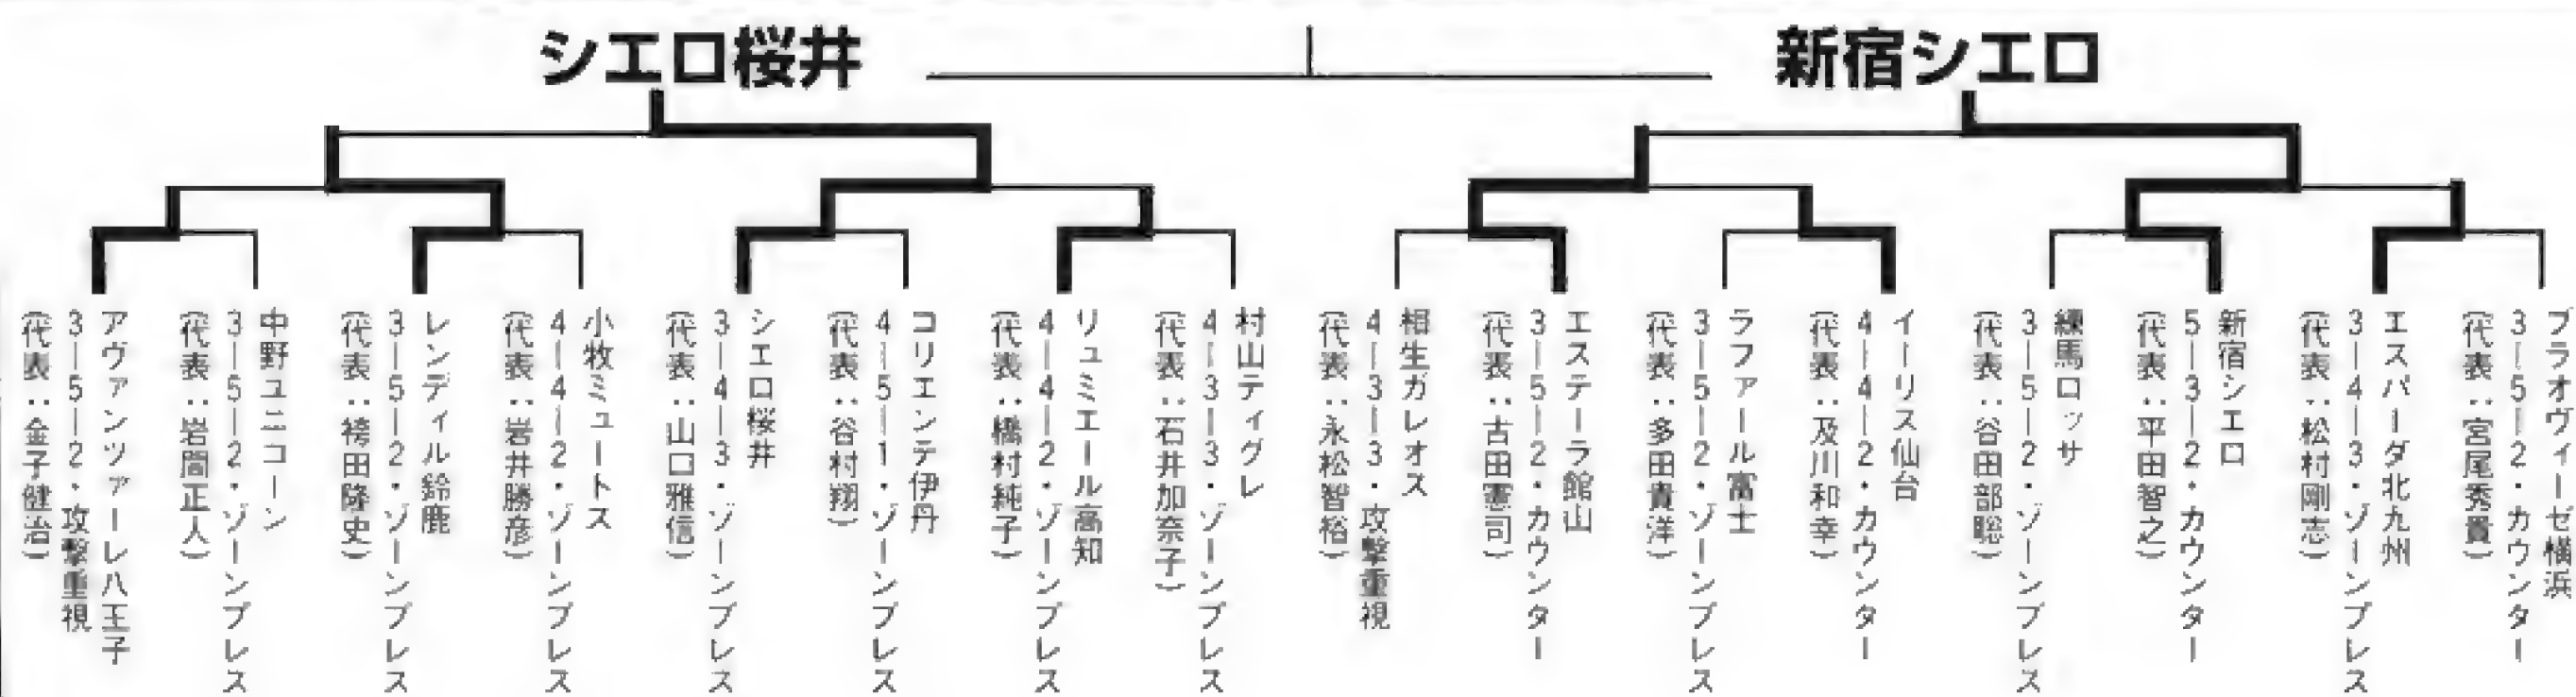 シエロ桜井
新宿シエロ
アヴァンツァーレ八王子
3-5-2・攻撃重視
(代表:金子健治)
中野ユニコーン
3-5-2・ゾーンプレス
(代表:岩間正人)
レンディル鈴鹿
3-5-2・ゾーンプレス
(代表:袴田隆史)
小牧ミュートス
4-4-2・ゾーンプレス
(代表:岩井勝彦)
シエロ桜井
3-4-3・ゾーンプレス
(代表:山口雅信)
コリエンテ伊丹
4-5-1・ゾーンプレス
(代表:谷村翔)
リュミエール高知
4-4-2・ゾーンプレス
(代表:橋村純子)
村山ティグレ
4-3-3・ゾーンプレス
(代表:石井加奈子)
相生ガレオス
4-3-3・攻撃重視
(代表:永松智裕)
エステーラ館山
3-5-2・カウンター
(代表:古田憲司)
ラファール富士
3-5-2・ゾーンプレス
(代表:多田貴洋)
イーリス仙台
4-4-2・カウンター
(代表:及川和幸)
練馬ロッサ
3-5-2・ゾーンプレス
(代表:谷田部聡)
新宿シエロ
5-3-2・カウンター
(代表:平田智之)
エスパーダ北九州
3-4-3・ゾーンプレス
(代表:松村剛志)
ブラオヴィーゼ横浜
3-5-2・カウンター
(代表:宮尾秀貴)